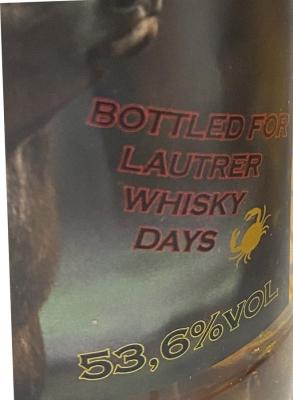 BOTTLED FOR
LAUTRER
WHISKY
DAYS
53,6%VOL